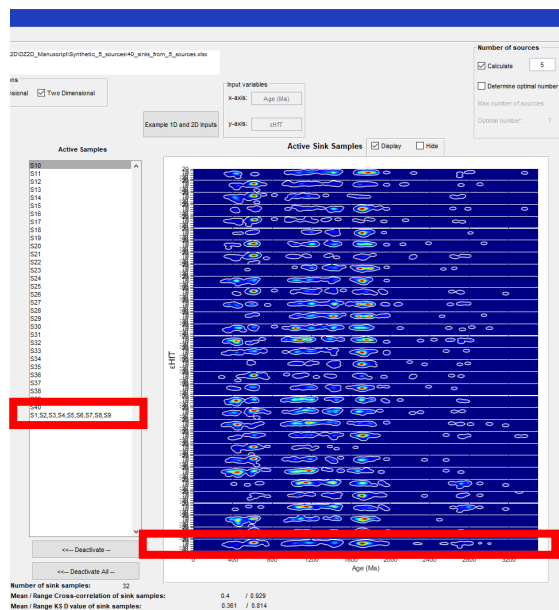 Number of sources
2D\DZ2D_Manuscript\Synthetic_5_sources\40_sinks_from_5_sources.xlsx
Calculate 5
Input variables
sional Two Dimensional
Determine optimal number
x-axis: Age (Ma)
Max number of sources
Example 1D and 2D Inputs y-axis: εHfT
Optimal number: ?
Active Samples
Active Sink Samples Display Hide
S10
S11
S12
S13
S14
S15
S16
S17
S18
S19
S20
S21
S22
S23
S24
S25
S26
S27
S28
S29
S30
S31
S32
S33
S34
S35
S36
S37
S38
S40
S1,S2,S3,S4,S5,S6,S7,S8,S9
εHfT
<<-- Deactivate --
0 400 1200 1600 2000 2400 2800 3200
Age (Ma)
<<-- Deactivate All --
Number of sink samples: 32
Mean / Range Cross-correlation of sink samples: 0.4 / 0.929
Mean / Range KS D value of sink samples: 0.361 / 0.814